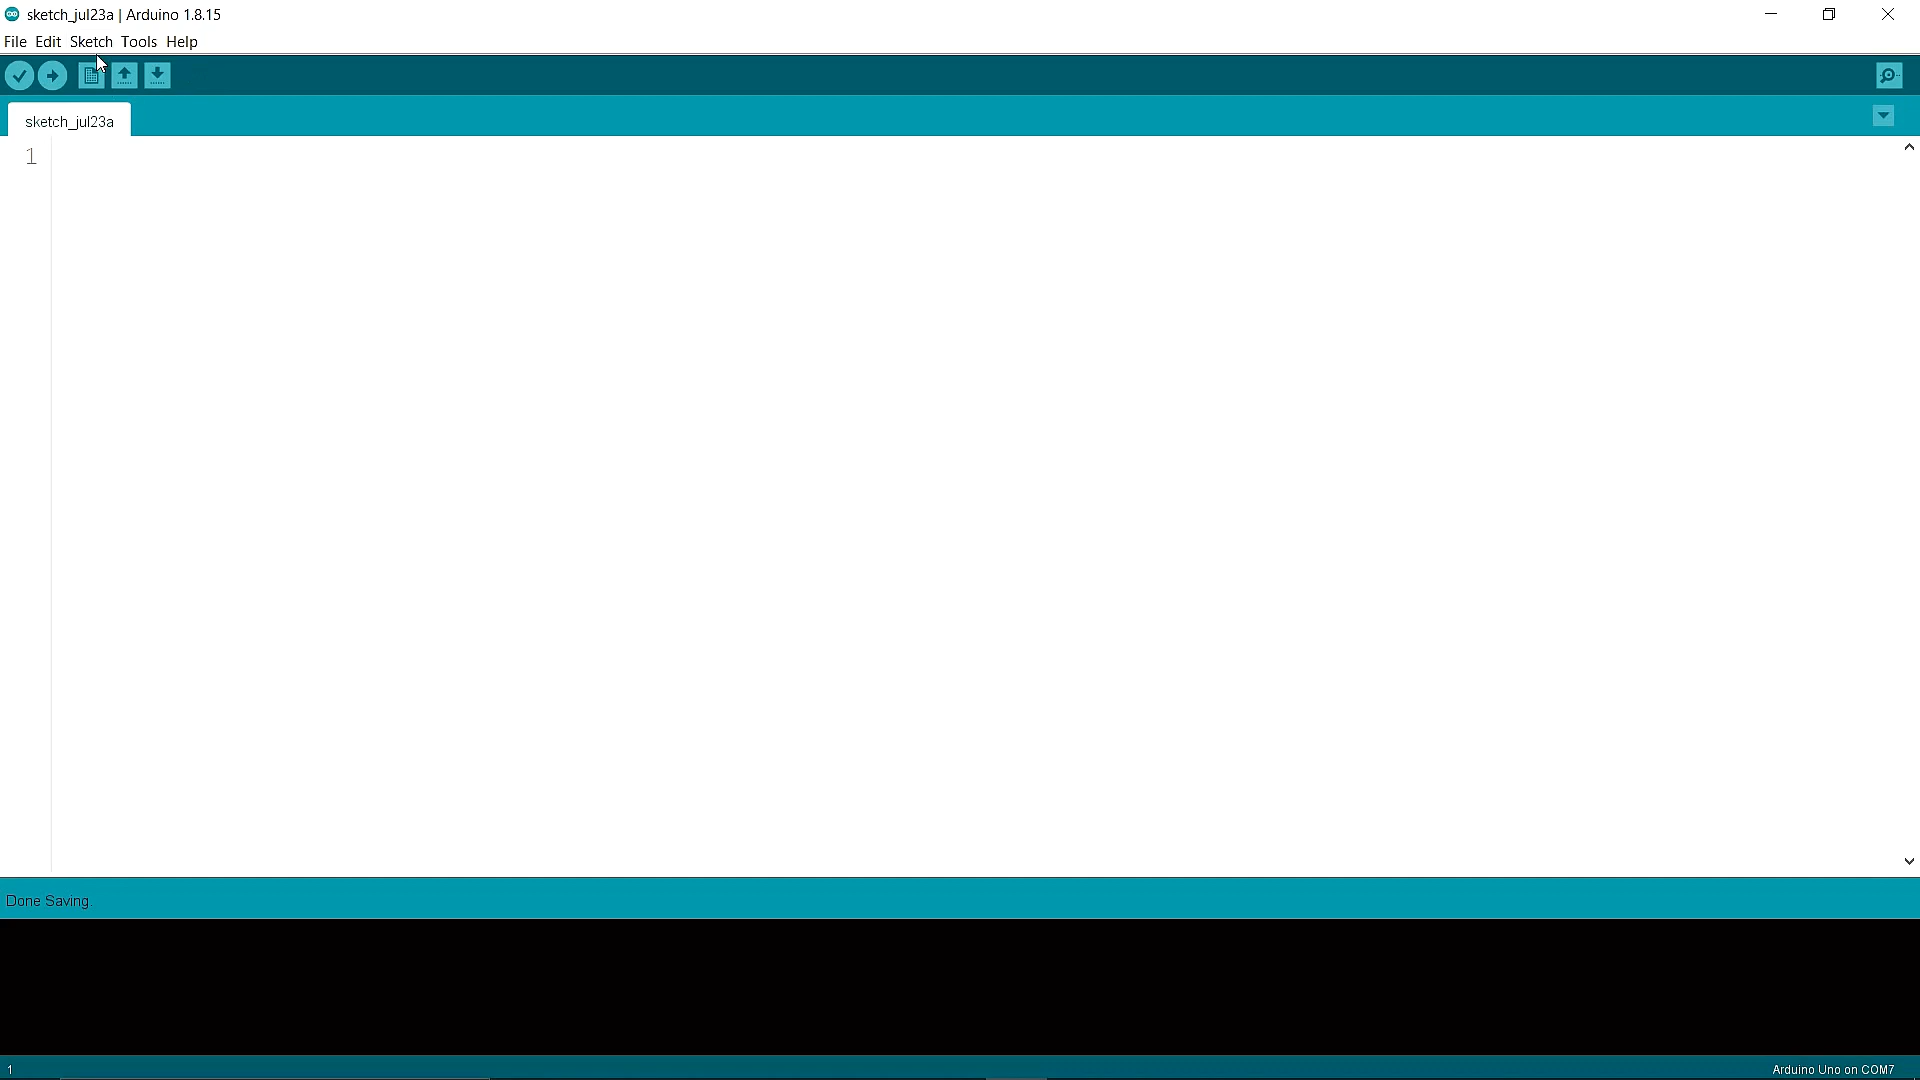 sketch_jul23a | Arduino 1.8.15
File Edit Sketch Tools Help
sketch_jul23a
1
Done Saving.
1
Arduino Uno on COM7